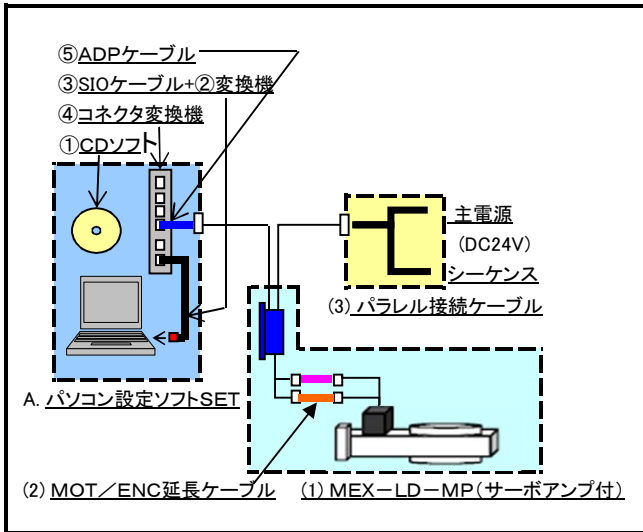 ⑤ADPケーブル
③SIOケーブル+②変換機
④コネクタ変換機
①CDソフト
主電源
(DC24V)
シーケンス
(3) パラレル接続ケーブル
A. パソコン設定ソフトSET
(2) MOT/ENC延長ケーブル
(1) MEX-LD-MP(サーボアンプ付)